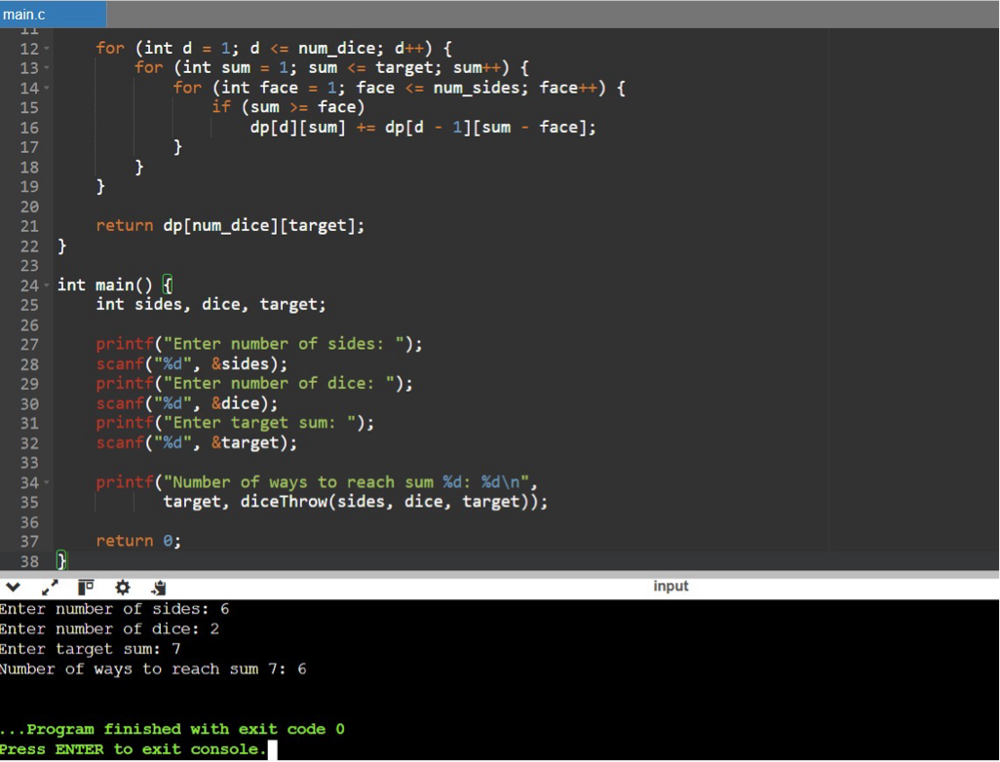 main.c
11
12 for (int d = 1; d <= num_dice; d++) {
13 for (int sum = 1; sum <= target; sum++) {
14 for (int face = 1; face <= num_sides; face++) {
15 if (sum >= face)
16 dp[d][sum] += dp[d - 1][sum - face];
17 }
18 }
19 }
20
21 return dp[num_dice][target];
22 }
23
24 int main() {
25 int sides, dice, target;
26
27 printf("Enter number of sides: ");
28 scanf("%d", &sides);
29 printf("Enter number of dice: ");
30 scanf("%d", &dice);
31 printf("Enter target sum: ");
32 scanf("%d", &target);
33
34 printf("Number of ways to reach sum %d: %d\n",
35 target, diceThrow(sides, dice, target));
36
37 return 0;
38 }
input
Enter number of sides: 6
Enter number of dice: 2
Enter target sum: 7
Number of ways to reach sum 7: 6
...Program finished with exit code 0
Press ENTER to exit console.